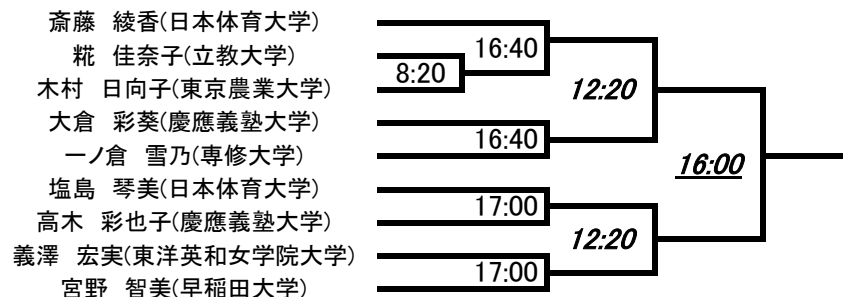 斎藤 綾香(日本体育大学)
糀 佳奈子(立教大学)
16:40
8:20
木村 日向子(東京農業大学)
12:20
大倉 彩葵(慶應義塾大学)
16:40
一ノ倉 雪乃(専修大学)
16:00
塩島 琴美(日本体育大学)
17:00
高木 彩也子(慶應義塾大学)
12:20
義澤 宏実(東洋英和女学院大学)
17:00
宮野 智美(早稲田大学)